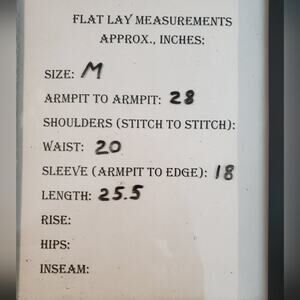 FLAT LAY MEASUREMENTS
APPROX., INCHES:
SIZE: M
ARMPIT TO ARMPIT: 28
SHOULDERS (STITCH TO STITCH):
WAIST: 20
SLEEVE (ARMPIT TO EDGE): 18
LENGTH: 25.5
RISE:
HIPS:
INSEAM: